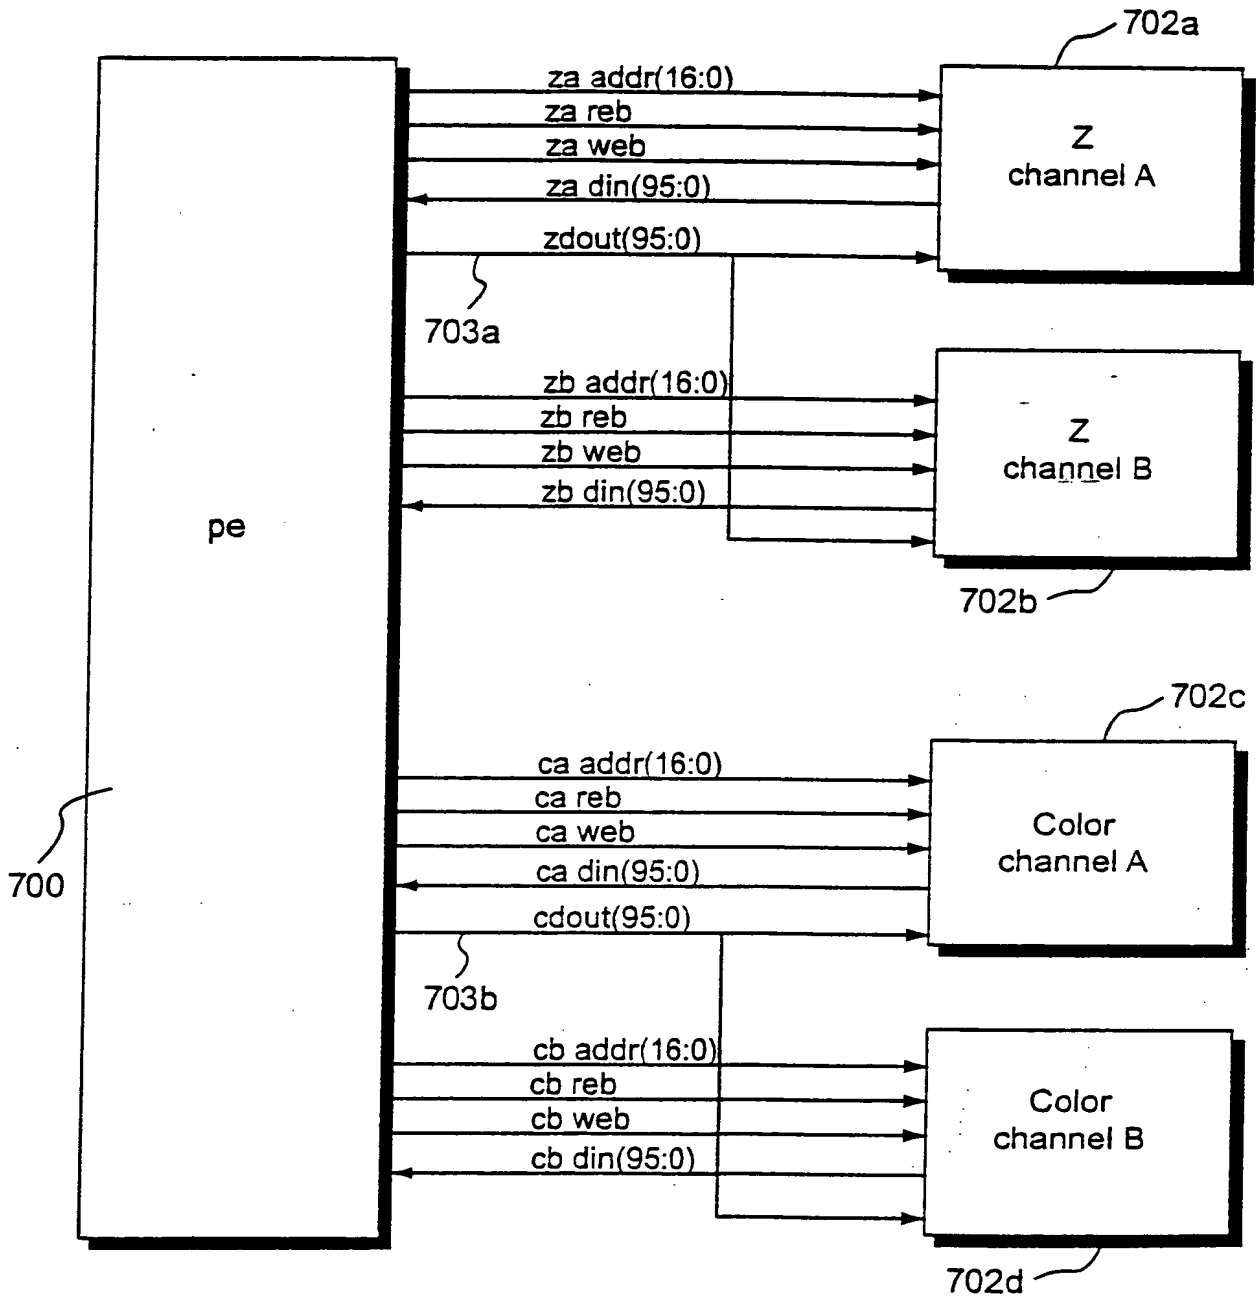 702a
za addr(16:0)
za reb
za web
za din(95:0)
zdout(95:0)
Z
channel A
703a
zb addr(16:0)
zb reb
zb web
zb din(95:0)
Z
channel B
pe
702b
702c
ca addr(16:0)
ca reb
ca web
ca din(95:0)
cdout(95:0)
Color
channel A
700
703b
cb addr(16:0)
cb reb
cb web
cb din(95:0)
Color
channel B
702d